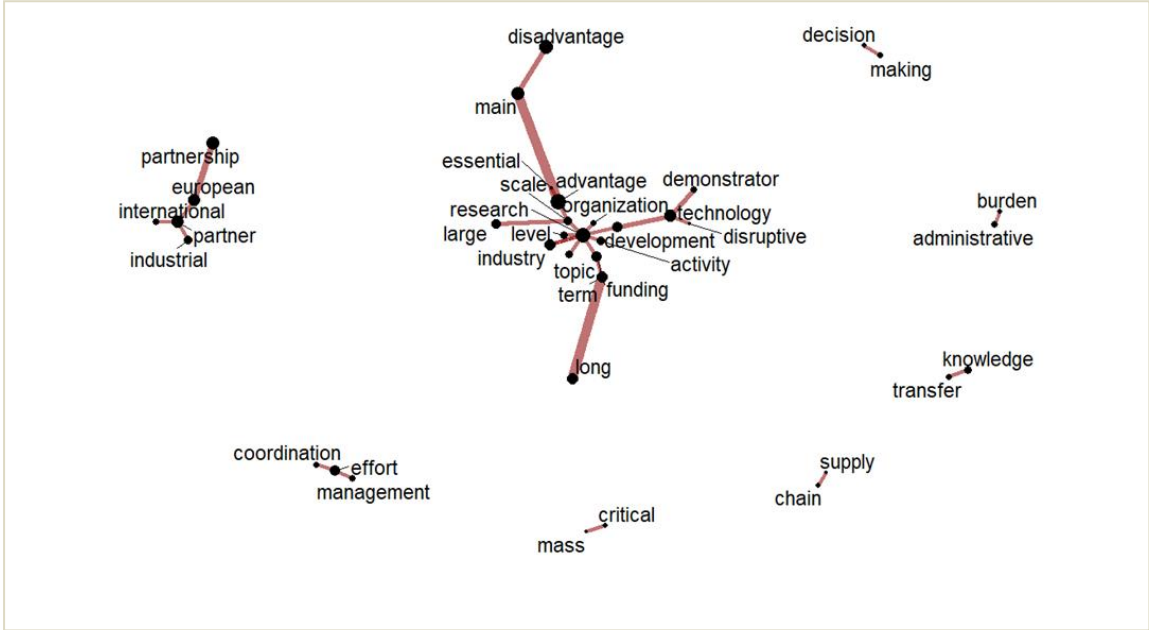 disadvantage
decision
making
main
partnership
essential
advantage
demonstrator
european
scale
organization
burden
international
research
technology
administrative
partner
large
level
development
disruptive
industrial
industry
topic
activity
term
funding
long
knowledge
transfer
coordination
effort
management
supply
chain
critical
mass